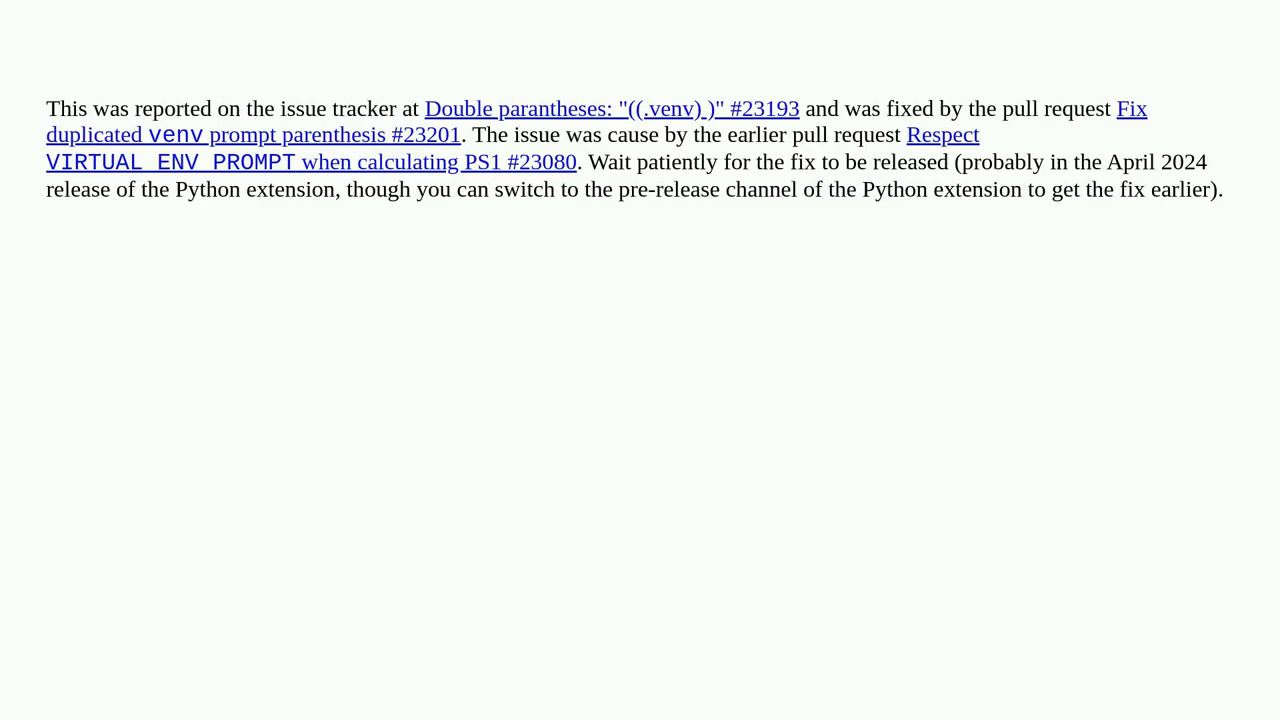 This was reported on the issue tracker at Double parantheses: "((.venv) )" #23193 and was fixed by the pull request Fix
duplicated venv prompt parenthesis #23201. The issue was cause by the earlier pull request Respect
VIRTUAL_ENV_PROMPT when calculating PS1 #23080. Wait patiently for the fix to be released (probably in the April 2024
release of the Python extension, though you can switch to the pre-release channel of the Python extension to get the fix earlier).